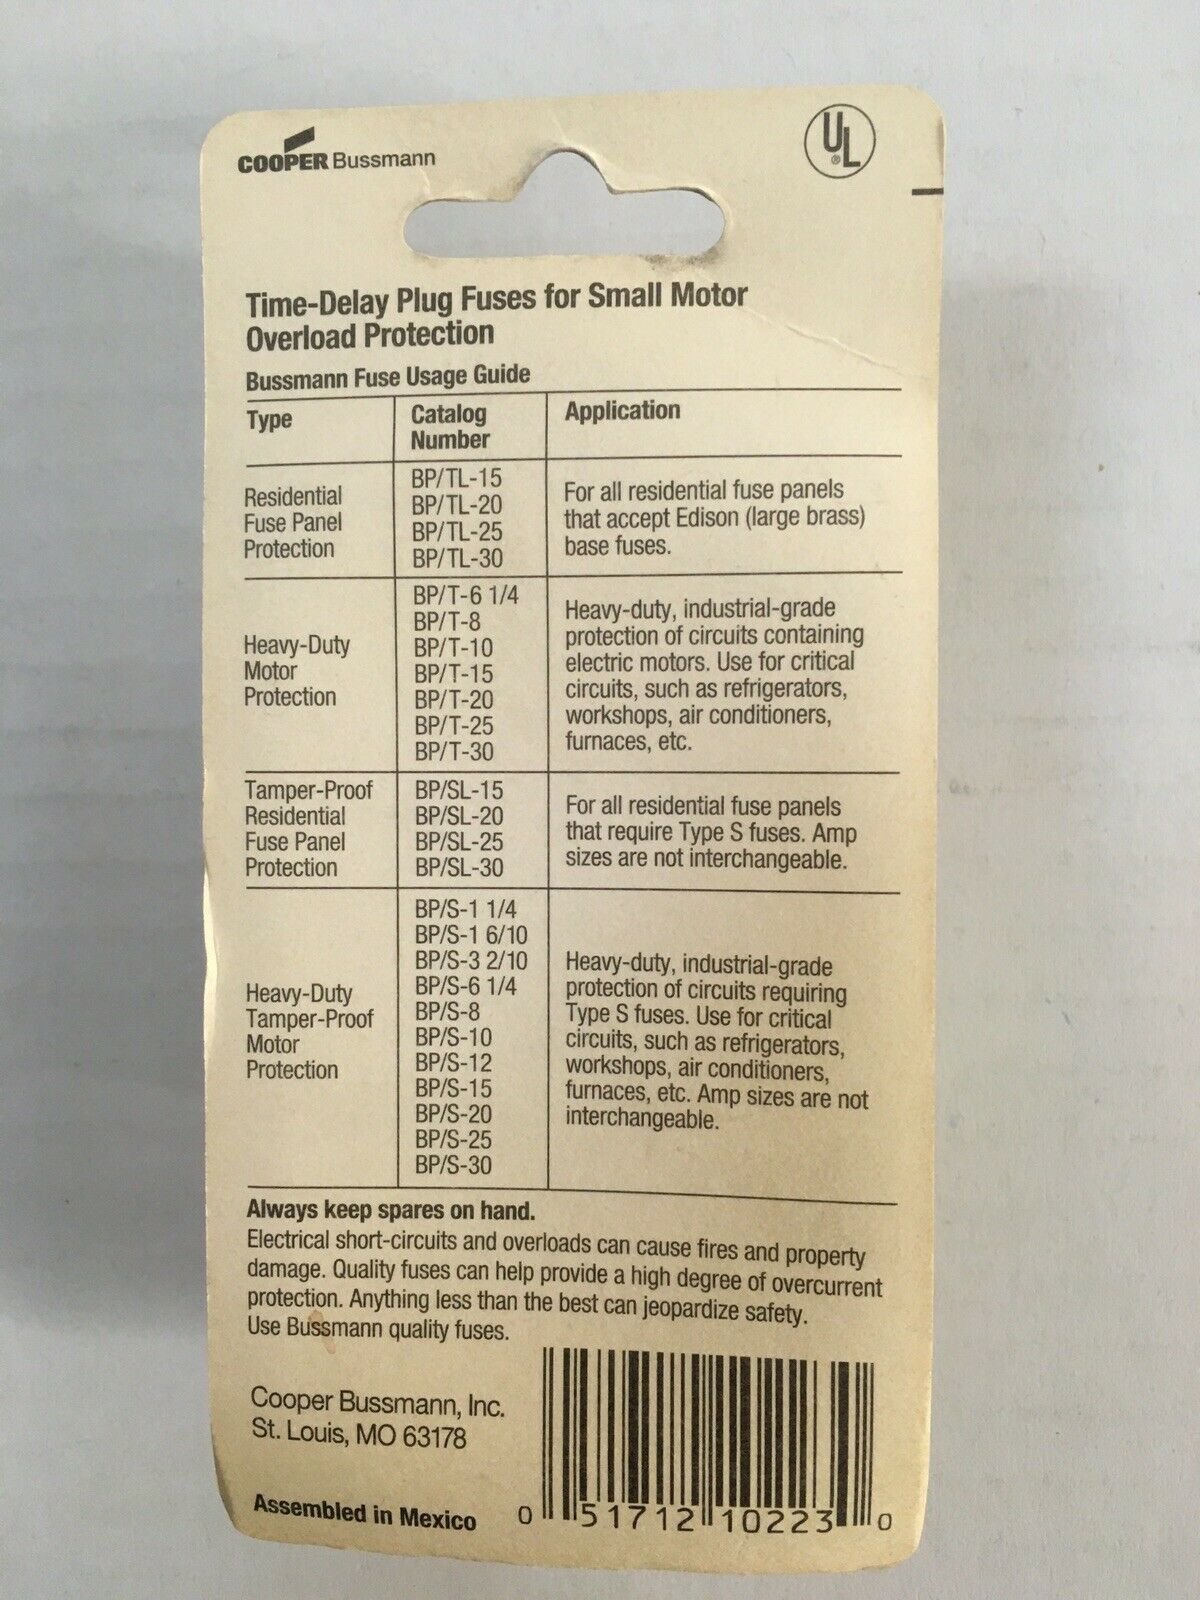 COOPER Bussmann
UL
®
Time-Delay Plug Fuses for Small Motor
Overload Protection
Bussmann Fuse Usage Guide
Type
Catalog
Number
Application
Residential
Fuse Panel
Protection
BP/TL-15
BP/TL-20
BP/TL-25
BP/TL-30
For all residential fuse panels
that accept Edison (large brass)
base fuses.
Heavy-Duty
Motor
Protection
BP/T-6 1/4
BP/T-8
BP/T-10
BP/T-15
BP/T-20
BP/T-25
BP/T-30
Heavy-duty, industrial-grade
protection of circuits containing
electric motors. Use for critical
circuits, such as refrigerators,
workshops, air conditioners,
furnaces, etc.
Tamper-Proof
Residential
Fuse Panel
Protection
BP/SL-15
BP/SL-20
BP/SL-25
BP/SL-30
For all residential fuse panels
that require Type S fuses. Amp
sizes are not interchangeable.
Heavy-Duty
Tamper-Proof
Motor
Protection
BP/S-1 1/4
BP/S-1 6/10
BP/S-3 2/10
BP/S-6 1/4
BP/S-8
BP/S-10
BP/S-12
BP/S-15
BP/S-20
BP/S-25
BP/S-30
Heavy-duty, industrial-grade
protection of circuits requiring
Type S fuses. Use for critical
circuits, such as refrigerators,
workshops, air conditioners,
furnaces, etc. Amp sizes are not
interchangeable.
Always keep spares on hand.
Electrical short-circuits and overloads can cause fires and property
damage. Quality fuses can help provide a high degree of overcurrent
protection. Anything less than the best can jeopardize safety.
Use Bussmann quality fuses.
Cooper Bussmann, Inc.
St. Louis, MO 63178
Assembled in Mexico
0 51712 10223 0